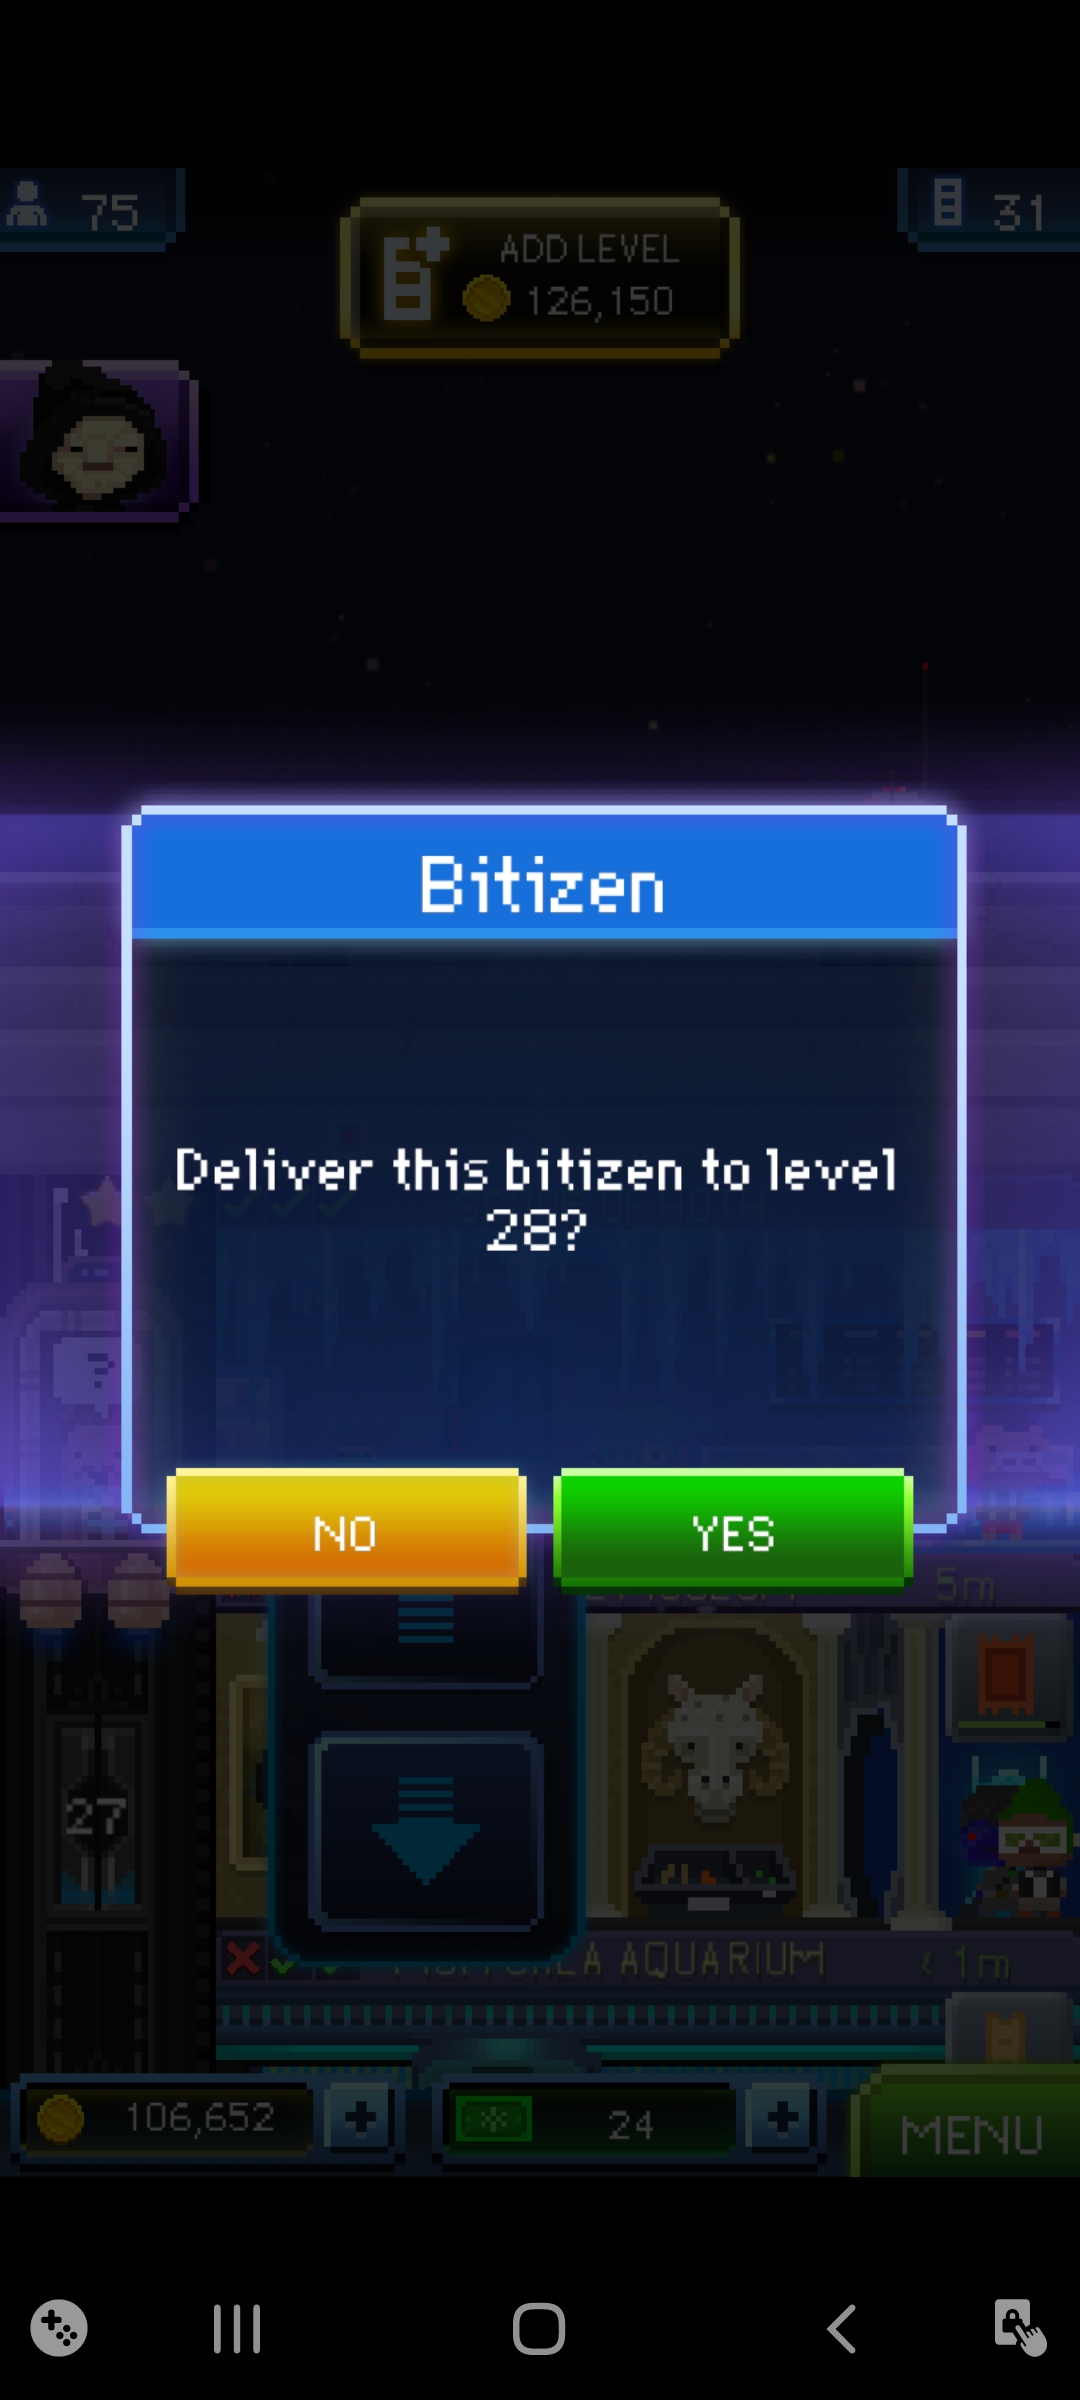 75
ADD LEVEL
126,150
31
Bitizen
Deliver this bitizen to level
28?
NO
YES
5m
27
AQUARIUM
< 1m
106,652
24
MENU